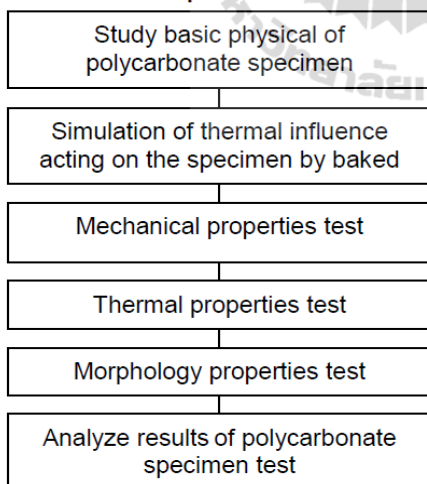 Study basic physical of
polycarbonate specimen
Simulation of thermal influence
acting on the specimen by baked
Mechanical properties test
Thermal properties test
Morphology properties test
Analyze results of polycarbonate
specimen test